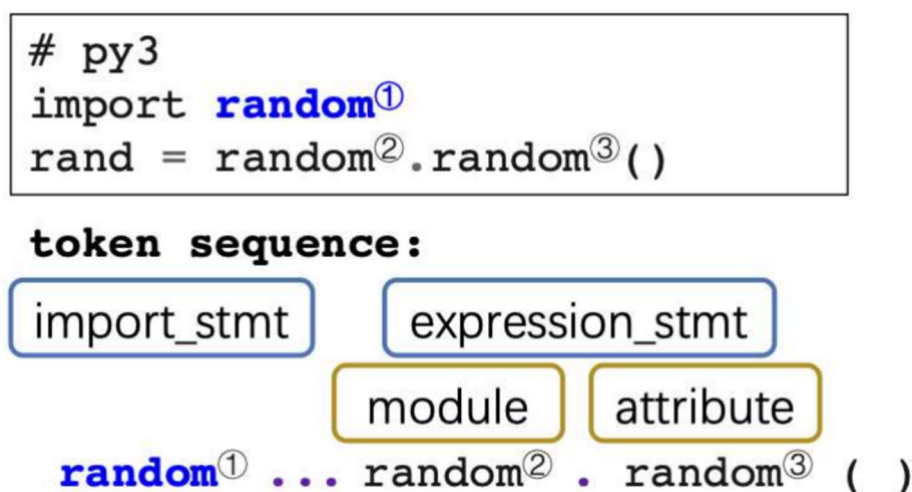 # py3
import random①
rand = random②.random③()
token sequence:
import_stmt expression_stmt
module attribute
random① ... random② . random③ ( )